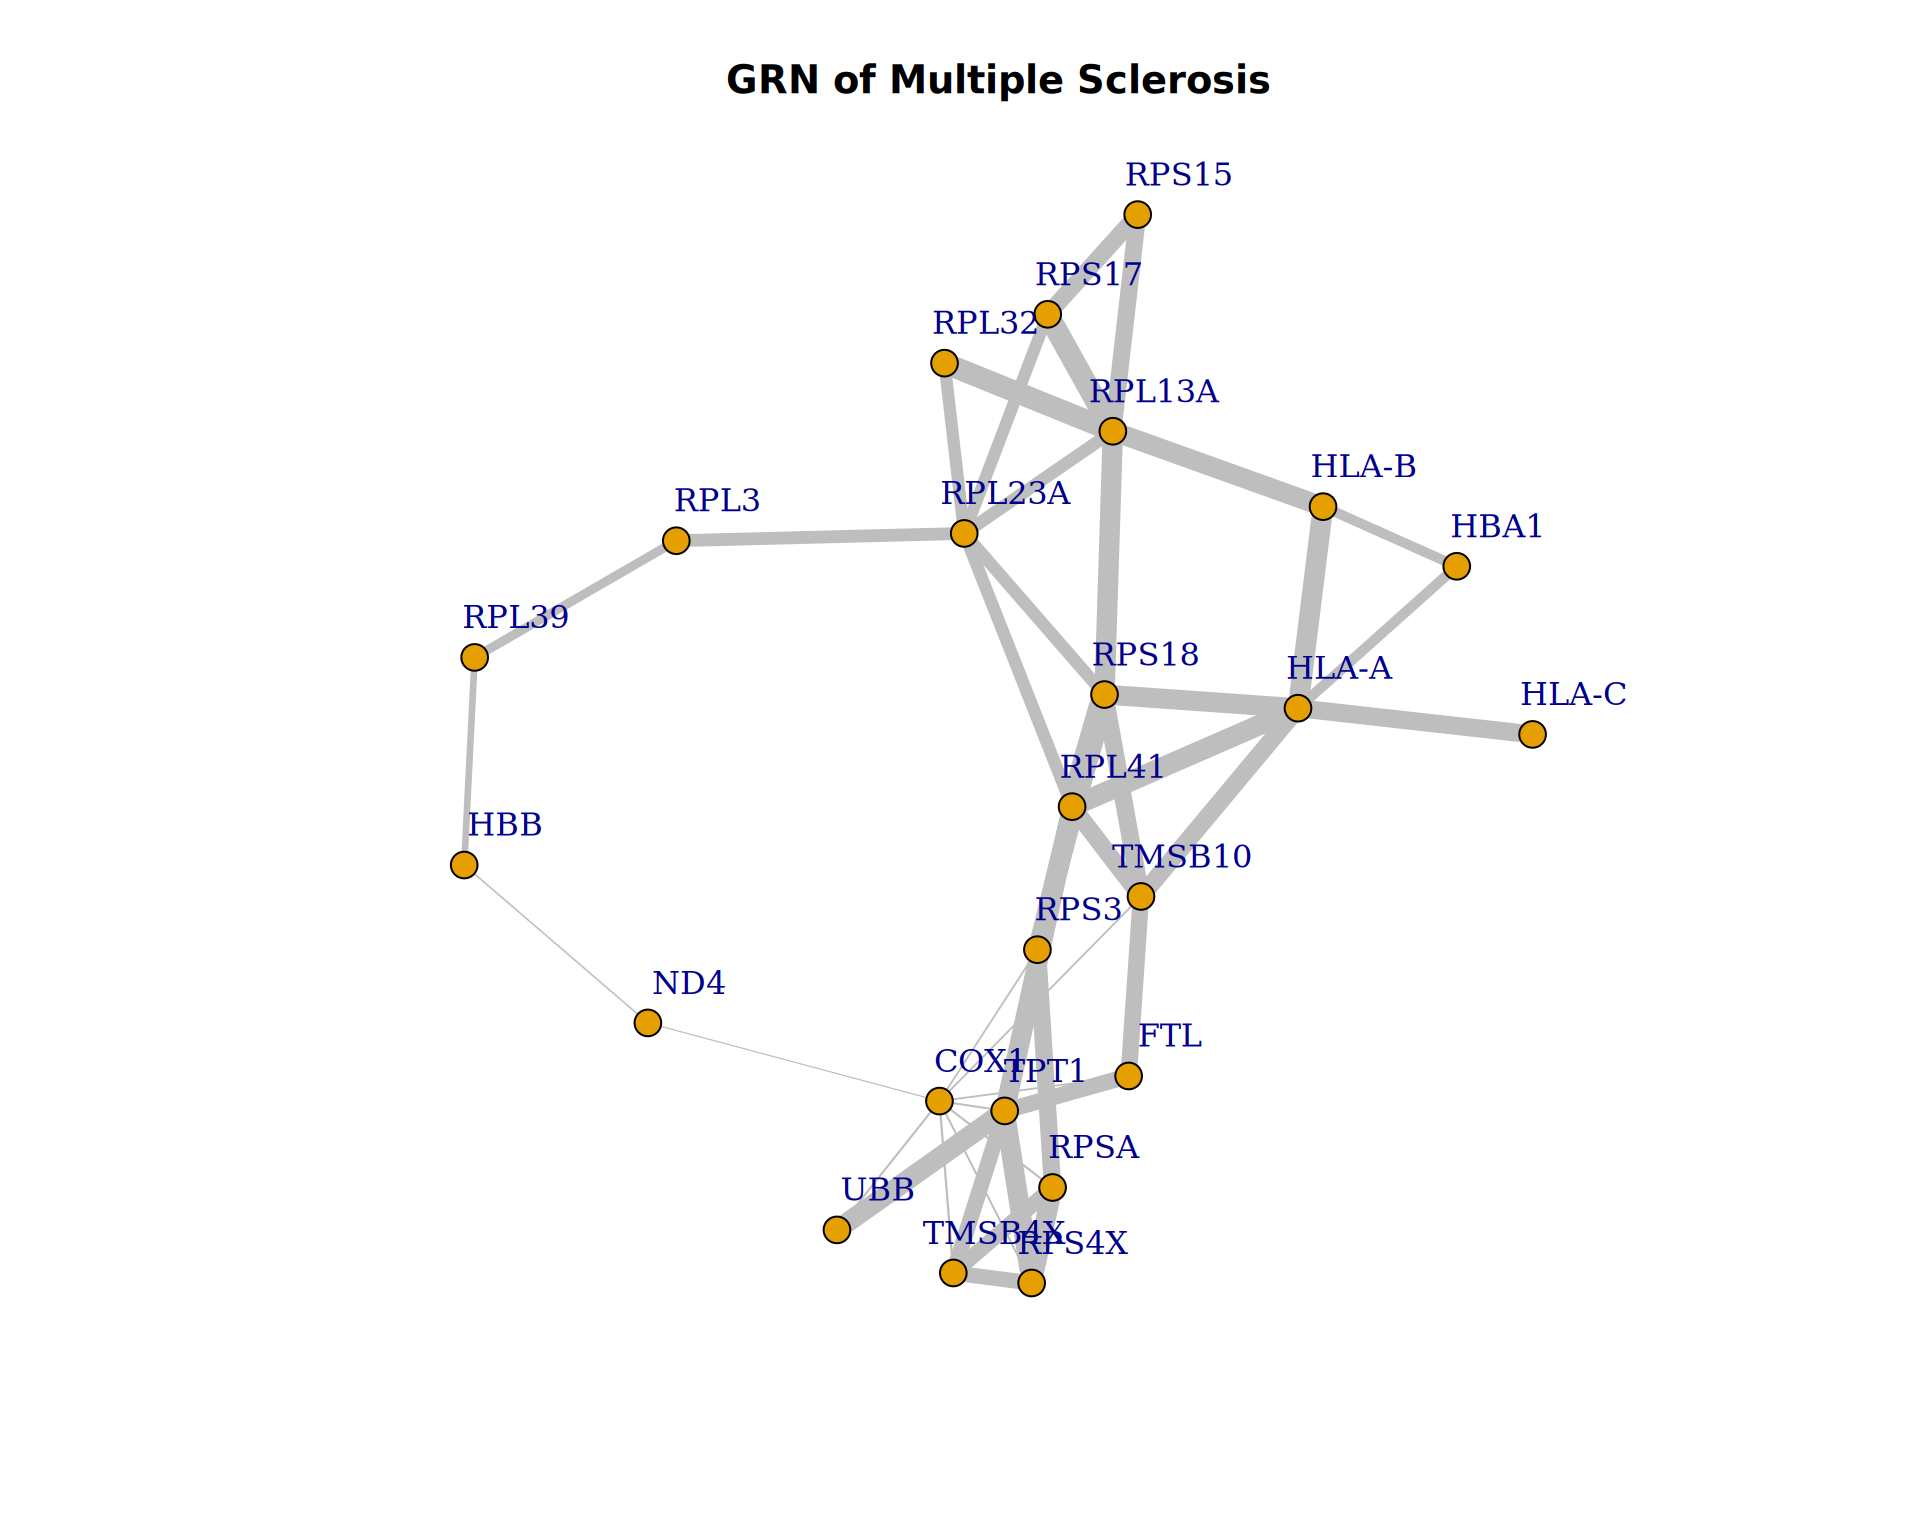 GRN of Multiple Sclerosis
RPS15
RPS17
RPL32
RPL13A
HLA-B
RPL23A
RPL3
HBA1
RPL39
RPS18
HLA-A
HLA-C
RPL41
HBB
TMSB10
RPS3
ND4
FTL
COX1
TPT1
RPSA
UBB
TMSB4X
RPS4X